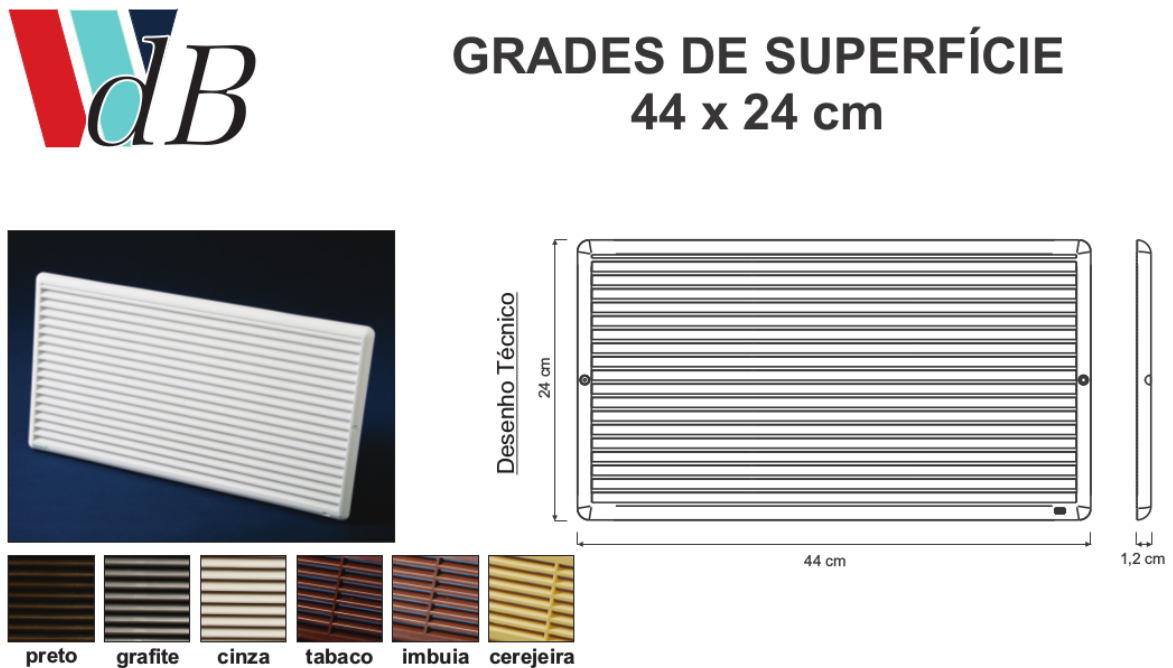 VdB
GRADES DE SUPERFÍCIE
44 x 24 cm
Desenho Técnico
24 cm
44 cm
1,2 cm
preto
grafite
cinza
tabaco
imbuia
cerejeira